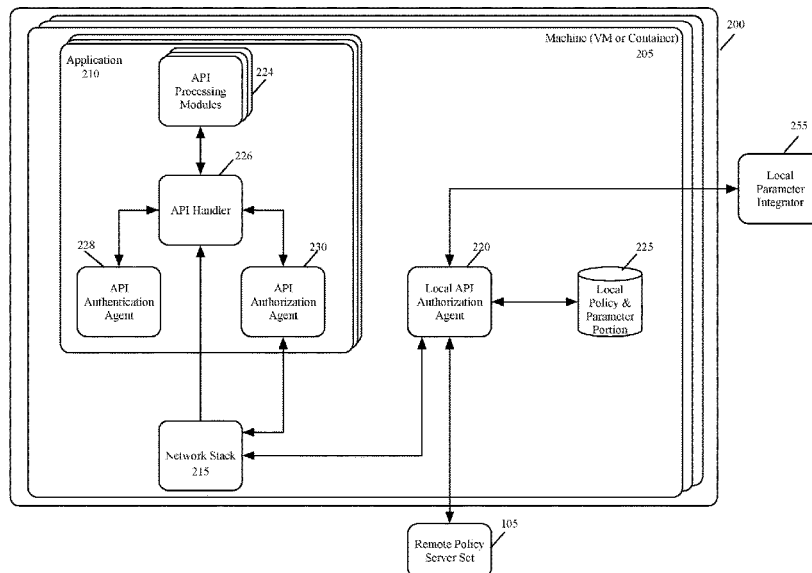 200
Machine (VM or Container)
205
Application
210
API
Processing
Modules
224
226
API Handler
228
API
Authentication
Agent
230
API
Authorization
Agent
220
Local API
Authorization
Agent
225
Local
Policy &
Parameter
Portion
255
Local
Parameter
Integrator
Network Stack
215
105
Remote Policy
Server Set